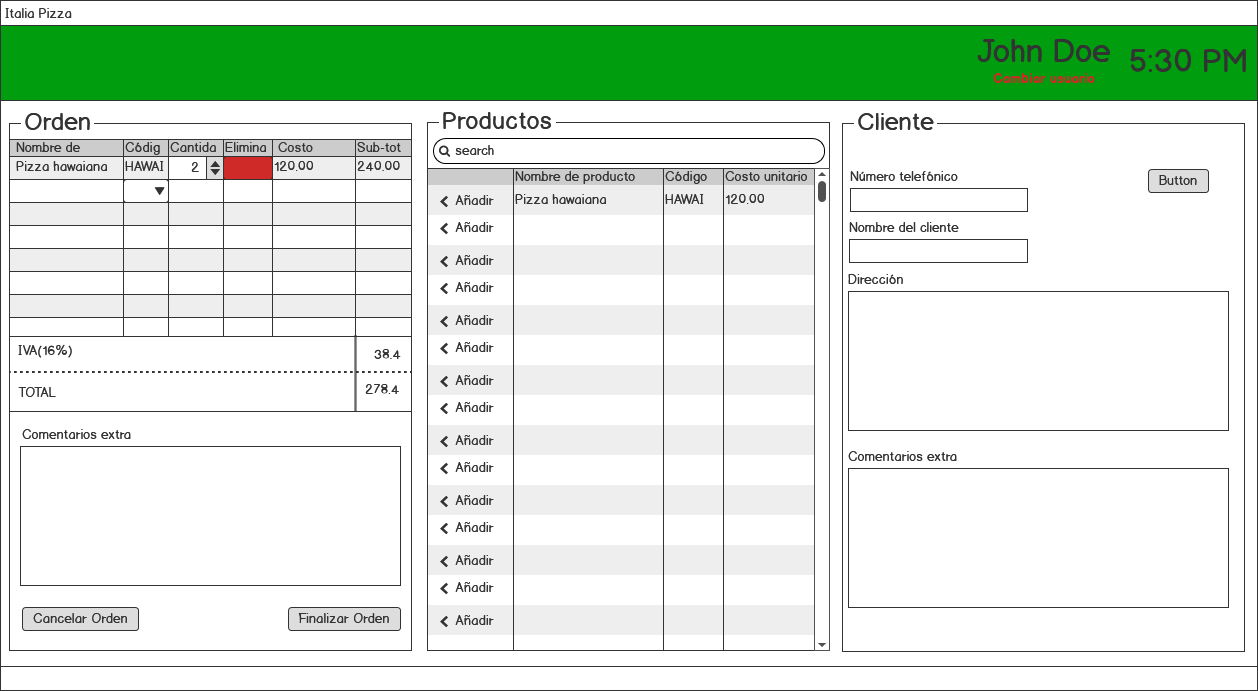 Italia Pizza
John Doe
5:30 PM
Cambiar usuario
Orden
Nombre de Códig Cantida Elimina Costo Sub-tot
Pizza hawaiana HAWAI 2 120.00 240.00
IVA(16%) 38.4
TOTAL 278.4
Comentarios extra
Cancelar Orden Finalizar Orden
Productos
search
Nombre de producto Código Costo unitario
Añadir Pizza hawaiana HAWAI 120.00
Añadir
Añadir
Añadir
Añadir
Añadir
Añadir
Añadir
Añadir
Añadir
Añadir
Añadir
Añadir
Añadir
Añadir
Cliente
Número telefónico
Button
Nombre del cliente
Dirección
Comentarios extra